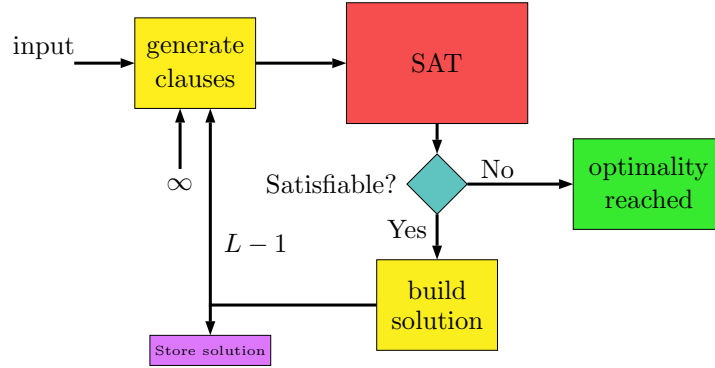 input
generate
clauses
SAT
∞
Satisfiable?
No
optimality
reached
Yes
L − 1
build
solution
Store solution